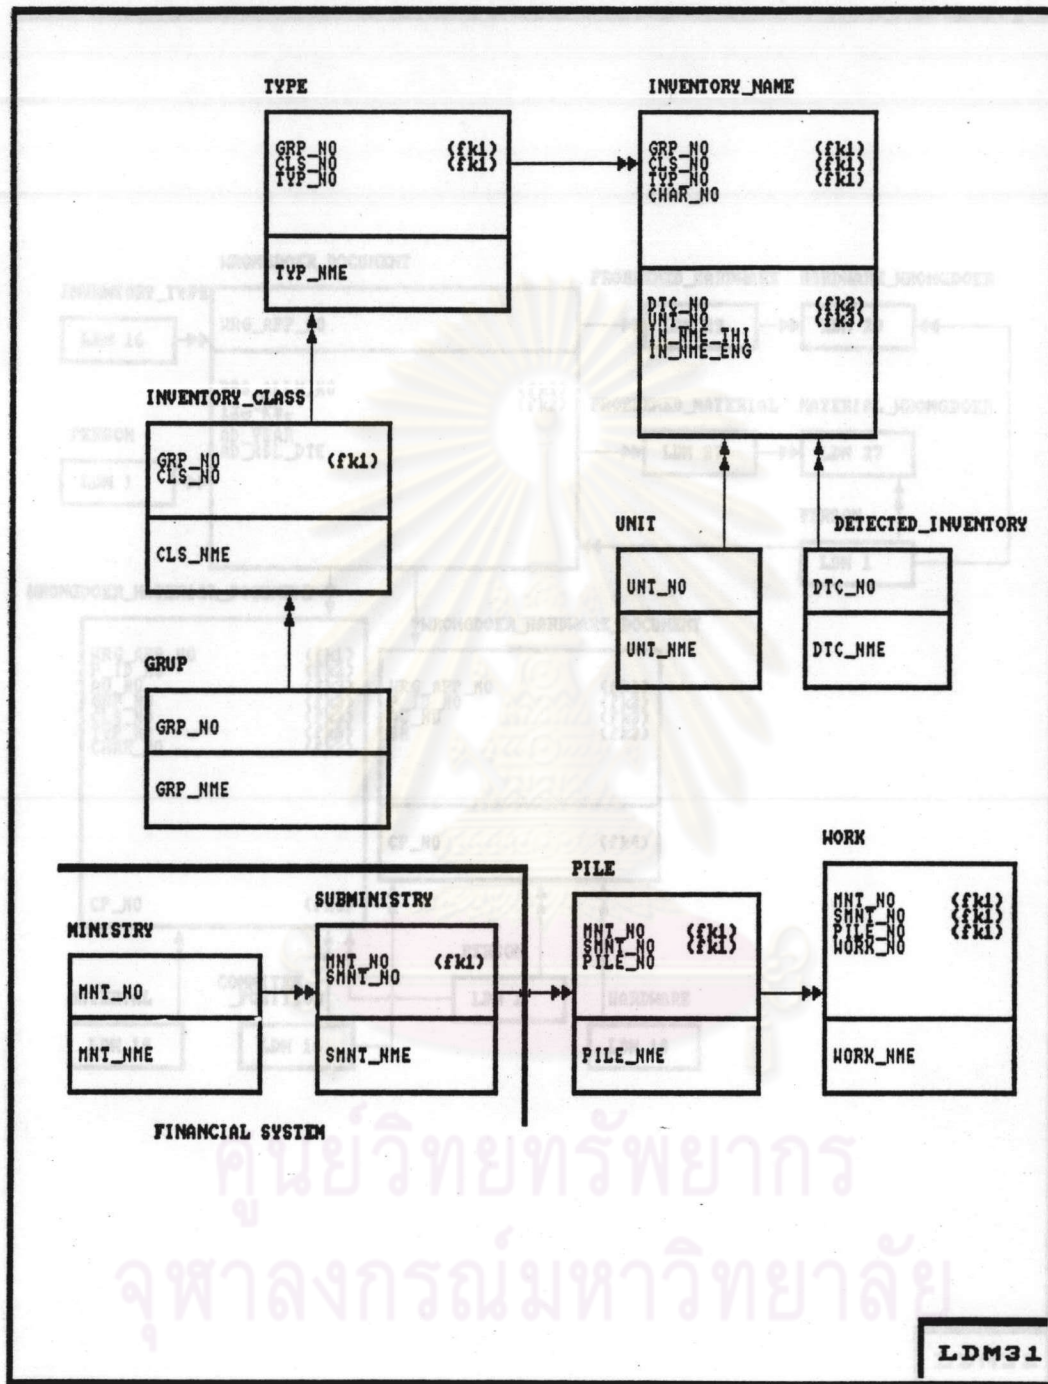 TYPE
GRP_NO (fk1)
CLS_NO (fk1)
TYP_NO
TYP_NME
INVENTORY_NAME
GRP_NO (fk1)
CLS_NO (fk1)
TYP_NO (fk1)
CHAR_NO
DTC_NO (fk2)
UNT_NO (fk3)
IN_NME_THI
IN_NME_ENG
INVENTORY_CLASS
GRP_NO (fk1)
CLS_NO
CLS_NME
UNIT
UNT_NO
UNT_NME
DETECTED_INVENTORY
DTC_NO
DTC_NME
GRUP
GRP_NO
GRP_NME
MINISTRY
MNT_NO
MNT_NME
SUBMINISTRY
MNT_NO (fk1)
SMNT_NO
SMNT_NME
PILE
MNT_NO (fk1)
SMNT_NO (fk1)
PILE_NO
PILE_NME
WORK
MNT_NO (fk1)
SMNT_NO (fk1)
PILE_NO (fk1)
WORK_NO
WORK_NME
FINANCIAL SYSTEM
ศูนย์วิทยทรัพยากร
จุฬาลงกรณ์มหาวิทยาลัย
LDM31